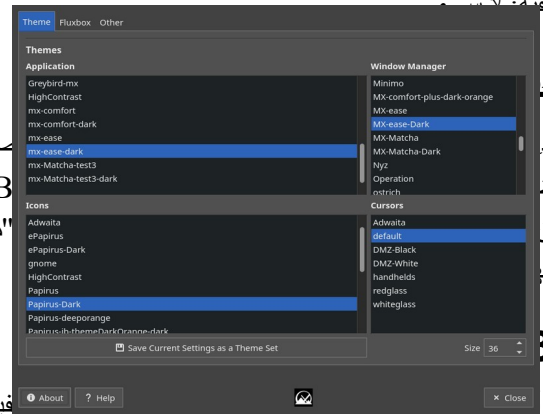 Theme Fluxbox Other
Themes
Application
Greybird-mx
HighContrast
mx-comfort
mx-comfort-dark
mx-ease
mx-ease-dark
mx-Matcha-test3
mx-Matcha-test3-dark
Window Manager
Minimo
MX-comfort-plus-dark-orange
MX-ease
MX-ease-Dark
MX-Matcha
MX-Matcha-Dark
Nyz
Operation
ostrich
Icons
Adwaita
ePapirus
ePapirus-Dark
gnome
HighContrast
Papirus
Papirus-Dark
Papirus-deeporange
Papirus-jb-themeDarkOrange-dark
Cursors
Adwaita
default
DMZ-Black
DMZ-White
handhelds
redglass
whiteglass
Save Current Settings as a Theme Set
Size 36
About ? Help × Close